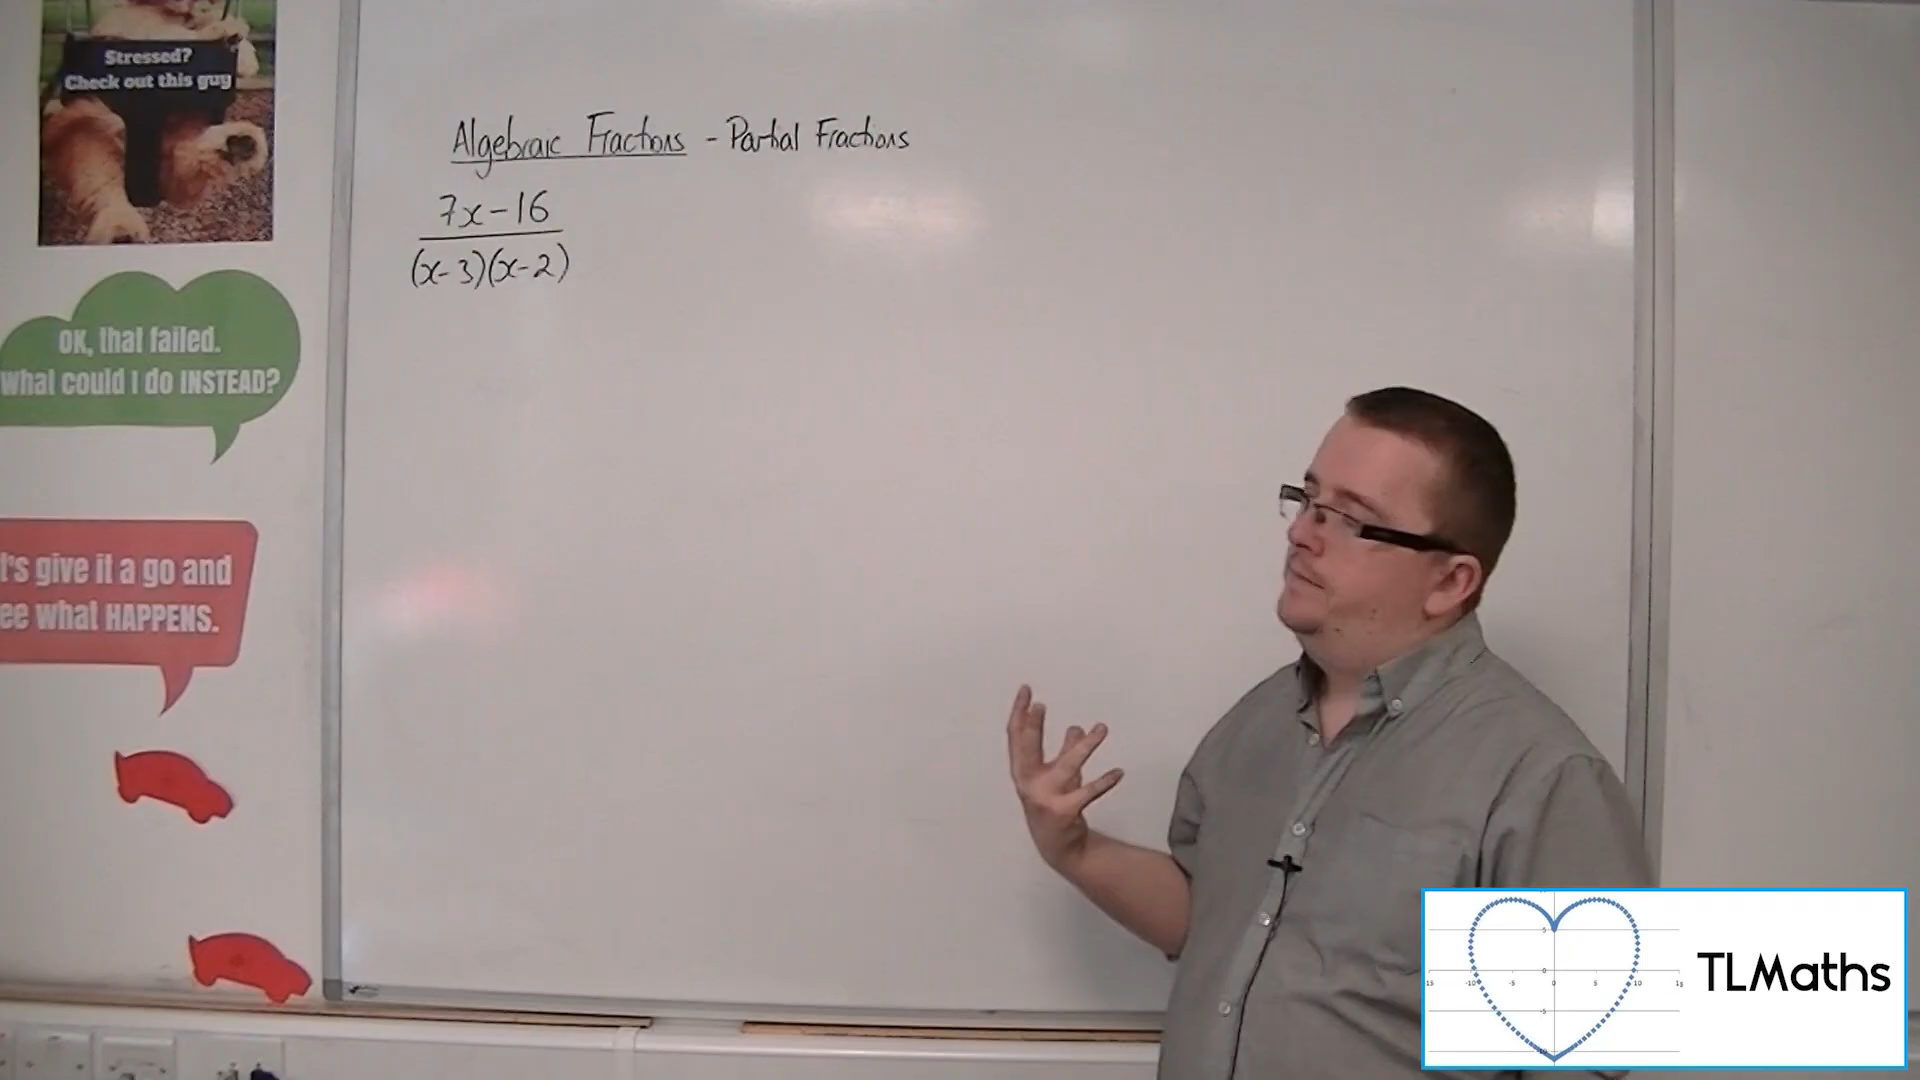 Stressed?
Check out this guy
Algebraic Fractions - Partial Fractions
7x-16
(x-3)(x-2)
OK, that failed.
What could I do INSTEAD?
t's give it a go and
ee what HAPPENS.
TLMaths